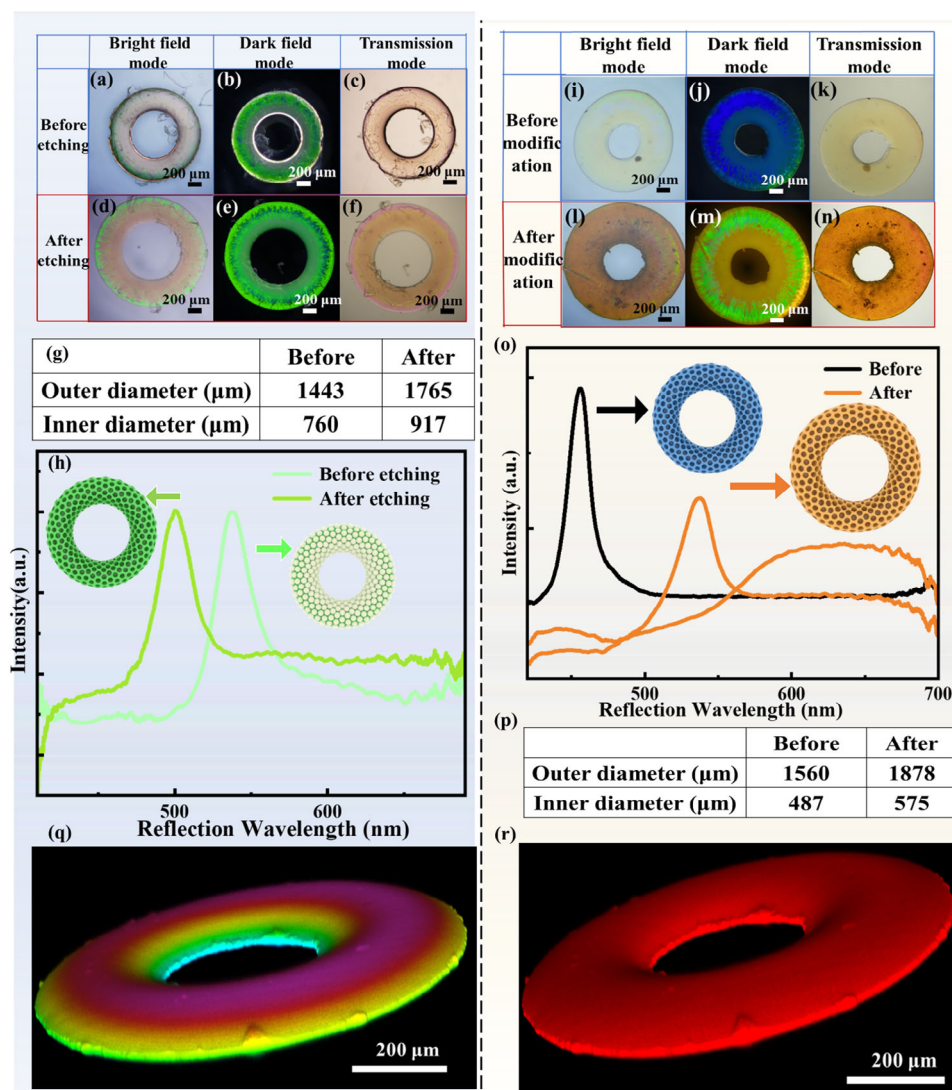 Bright field mode
Dark field mode
Transmission mode
Before etching
(a)
200 µm
(b)
200 µm
(c)
200 µm
After etching
(d)
200 µm
(e)
200 µm
(f)
200 µm
(g)
Before After
Outer diameter (µm) 1443 1765
Inner diameter (µm) 760 917
(h)
Before etching
After etching
Intensity(a.u.)
500 600
Reflection Wavelength (nm)
(q)
200 µm
Bright field mode
Dark field mode
Transmission mode
Before modific ation
(i)
200 µm
(j)
200 µm
(k)
200 µm
After modific ation
(l)
200 µm
(m)
200 µm
(n)
200 µm
(o)
Before
After
Intensity (a.u.)
500 600 700
Reflection Wavelength (nm)
(p)
Before After
Outer diameter (µm) 1560 1878
Inner diameter (µm) 487 575
(r)
200 µm